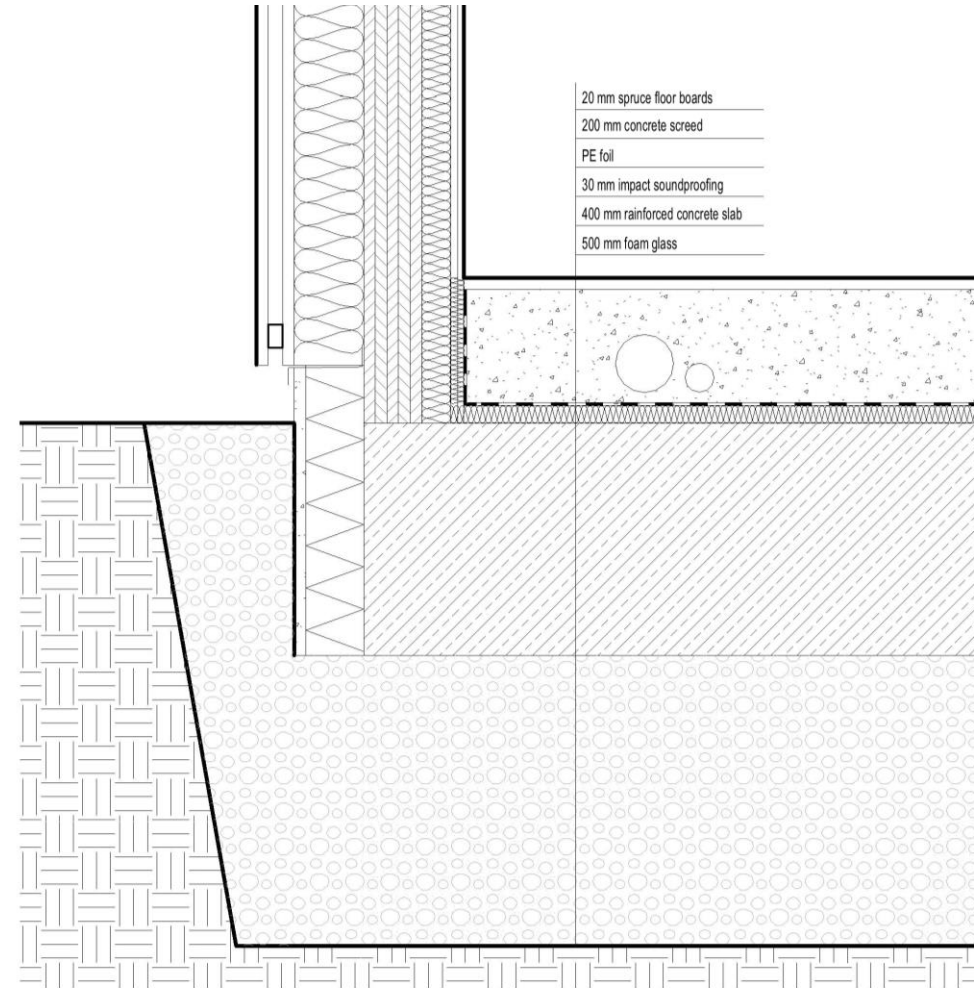 20 mm spruce floor boards
200 mm concrete screed
PE foil
30 mm impact soundproofing
400 mm rainforced concrete slab
500 mm foam glass